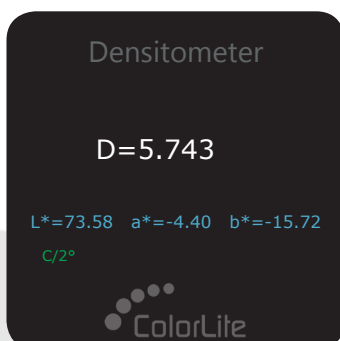 Densitometer
D=5.743
L*=73.58 a*=-4.40 b*=-15.72
C/2°
ColorLite